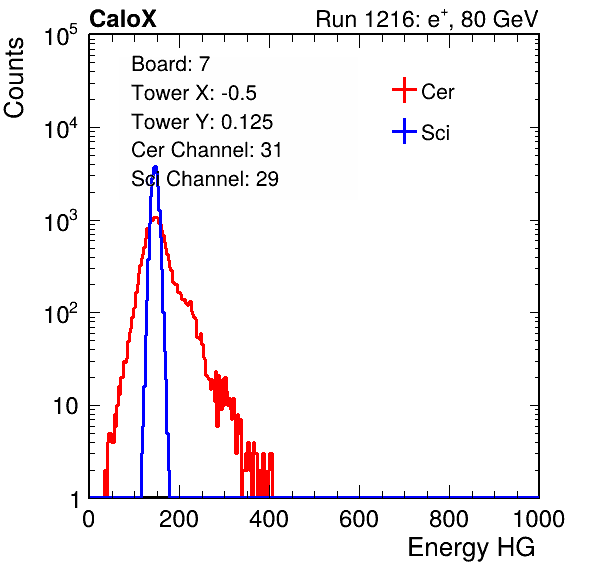 CaloX Run 1216: e⁺, 80 GeV
Counts
Board: 7
Tower X: -0.5
Tower Y: 0.125
Cer Channel: 31
Sci Channel: 29
Cer
Sci
10⁵
10⁴
10³
10²
10
1
0 200 400 600 800 1000
Energy HG